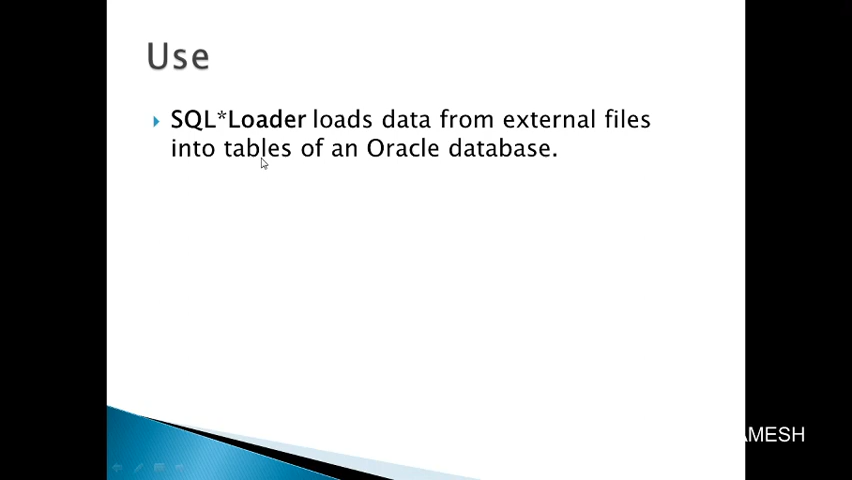 Use
SQL*Loader loads data from external files
into tables of an Oracle database.
AMESH